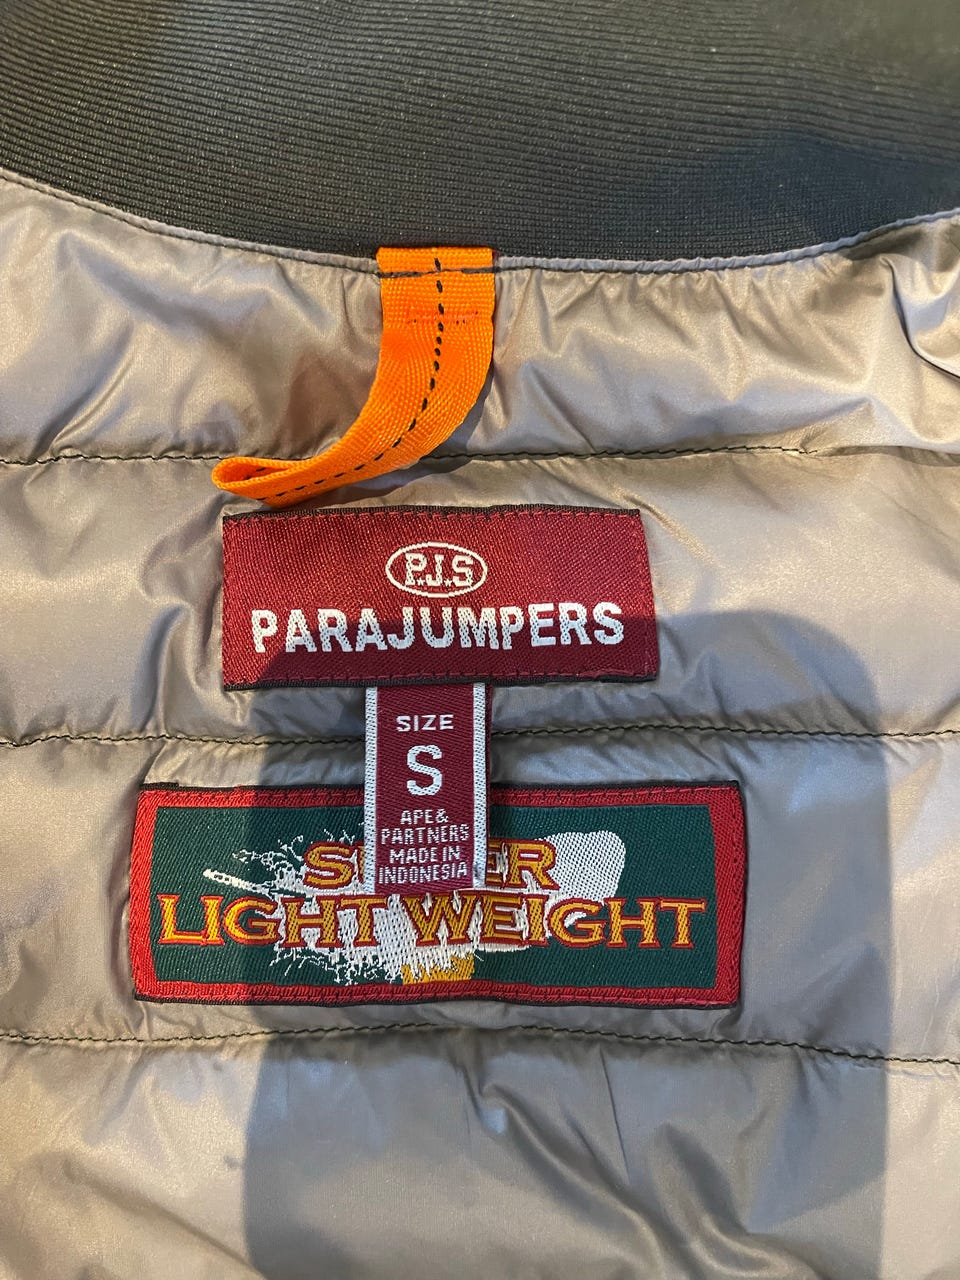 P.J.S
PARAJUMPERS
SIZE
S
APE&
PARTNERS
MADE IN
INDONESIA
LIGHT WEIGHT